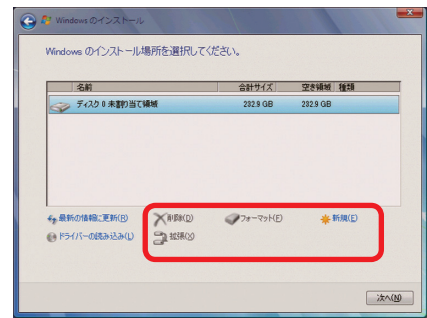 Windows のインストール
Windows のインストール場所を選択してください。
名前 合計サイズ 空き領域 種類
ディスク 0 未割り当て領域 232.9 GB 232.9 GB
最新の情報に更新(R) 削除(D) フォーマット(F) 新規(E)
ドライバーの読み込み(L) 拡張(X)
次へ(N)